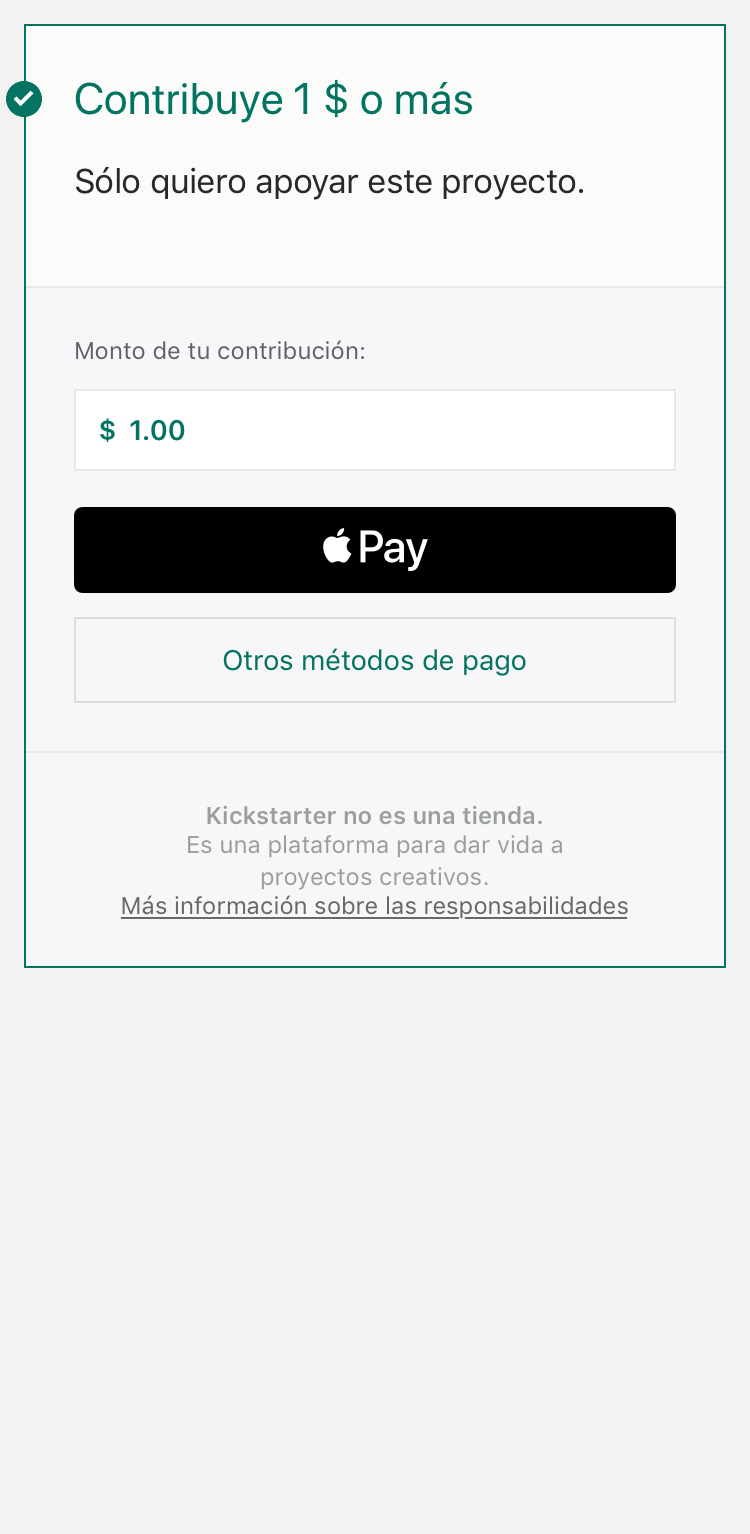 Contribuye 1 $ o más
Sólo quiero apoyar este proyecto.
Monto de tu contribución:
$ 1.00
Pay
Otros métodos de pago
Kickstarter no es una tienda.
Es una plataforma para dar vida a
proyectos creativos.
Más información sobre las responsabilidades